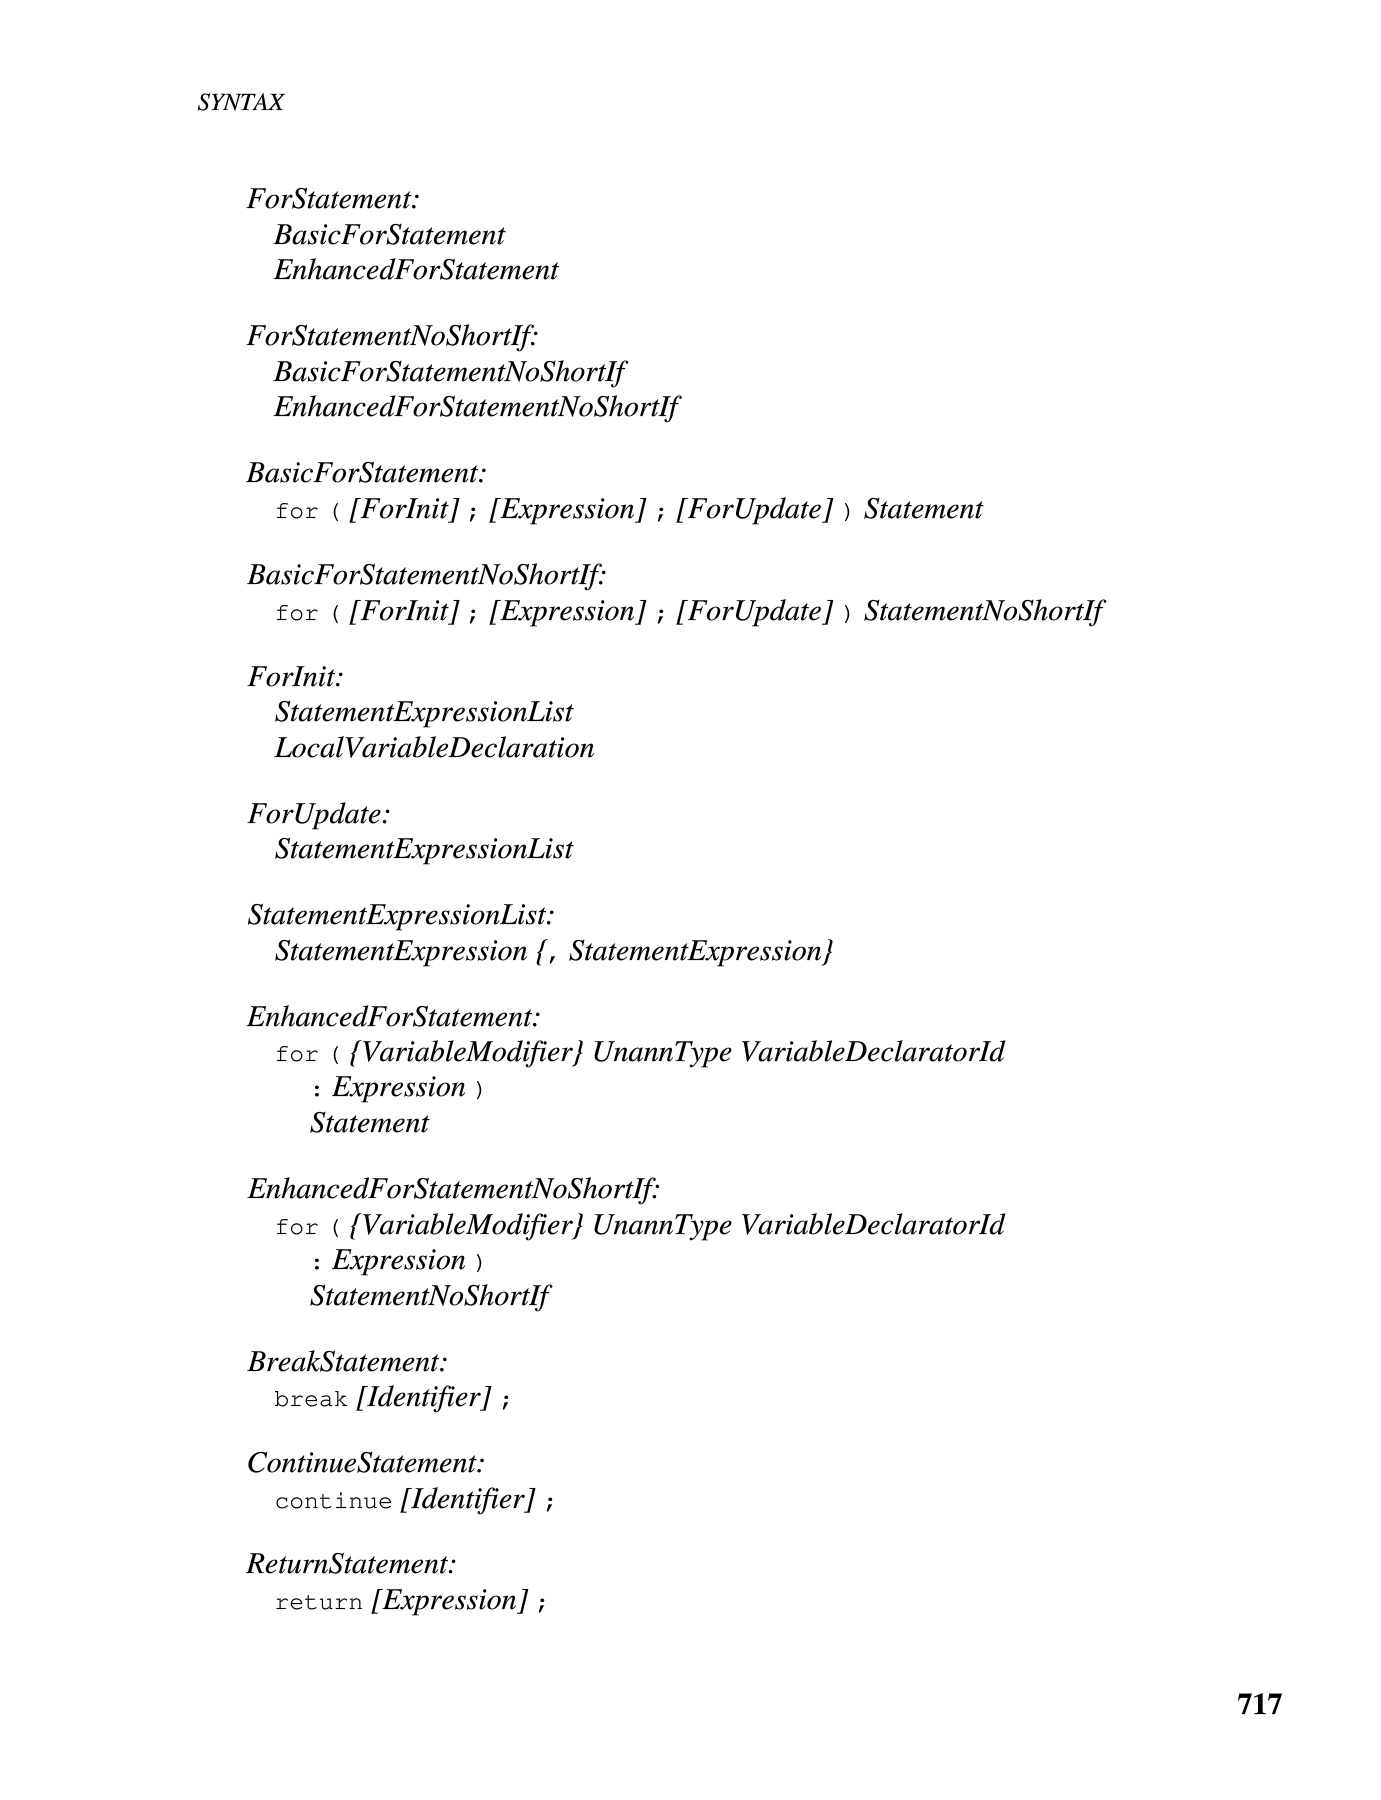 SYNTAX
ForStatement:
BasicForStatement
EnhancedForStatement
ForStatementNoShortIf:
BasicForStatementNoShortIf
EnhancedForStatementNoShortIf
BasicForStatement:
for ( [ForInit] ; [Expression] ; [ForUpdate] ) Statement
BasicForStatementNoShortIf:
for ( [ForInit] ; [Expression] ; [ForUpdate] ) StatementNoShortIf
ForInit:
StatementExpressionList
LocalVariableDeclaration
ForUpdate:
StatementExpressionList
StatementExpressionList:
StatementExpression {, StatementExpression}
EnhancedForStatement:
for ( {VariableModifier} UnannType VariableDeclaratorId
: Expression )
Statement
EnhancedForStatementNoShortIf:
for ( {VariableModifier} UnannType VariableDeclaratorId
: Expression )
StatementNoShortIf
BreakStatement:
break [Identifier] ;
ContinueStatement:
continue [Identifier] ;
ReturnStatement:
return [Expression] ;
717